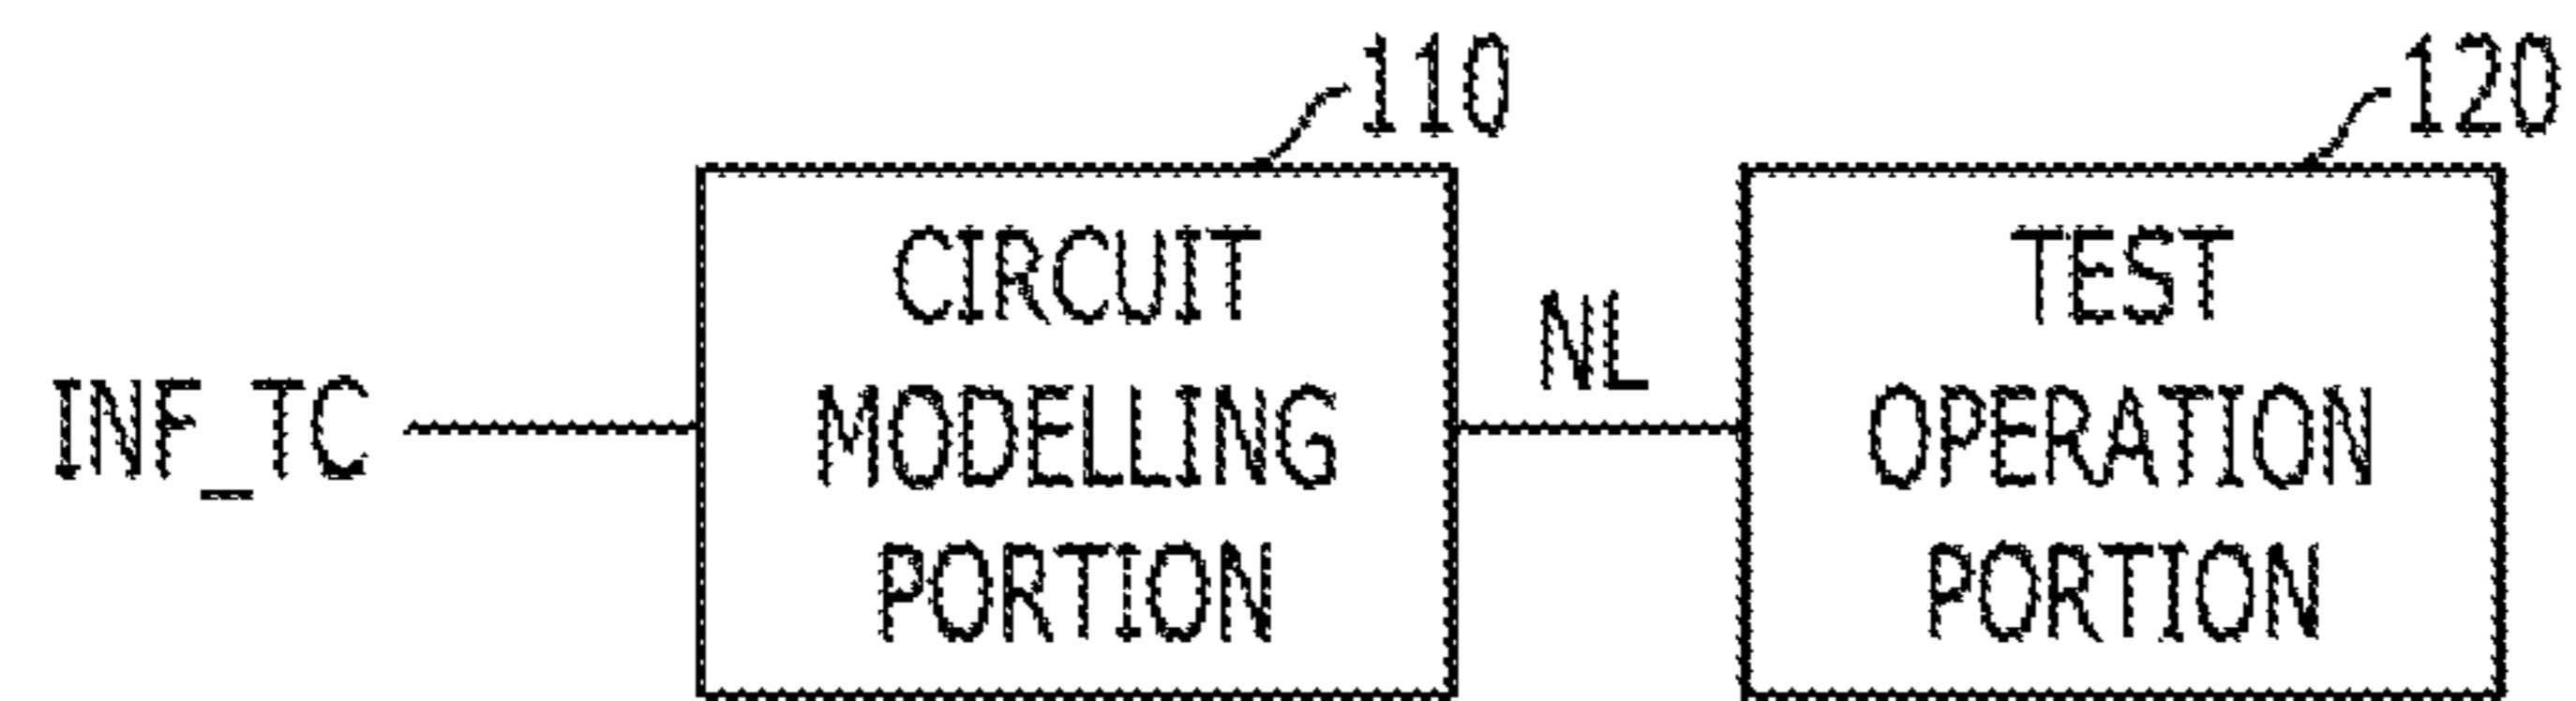 110
120
CIRCUIT
MODELLING
PORTION
INF_TC
NL
TEST
OPERATION
PORTION